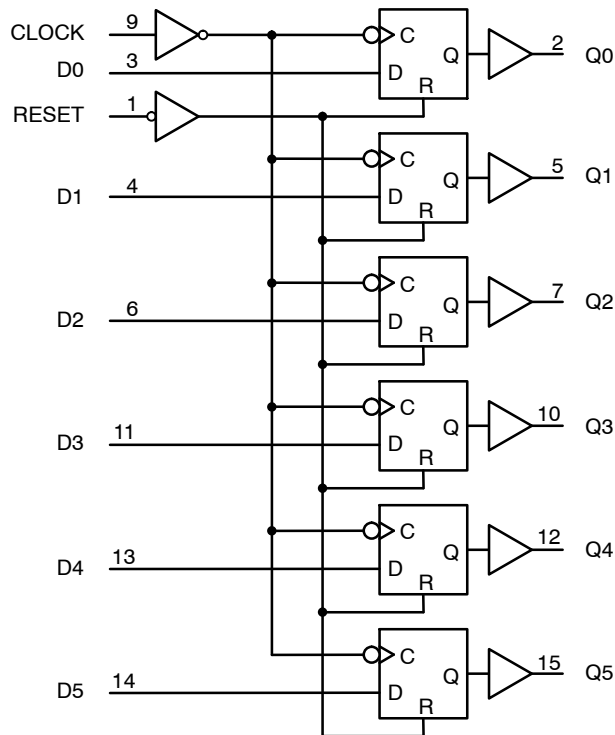 CLOCK 9 C Q 2 Q0
D0 3 D
RESET 1 R
C Q 5 Q1
D1 4 D
R
C Q 7 Q2
D2 6 D
R
C Q 10 Q3
D3 11 D
R
C Q 12 Q4
D4 13 D
R
C Q 15 Q5
D5 14 D
R